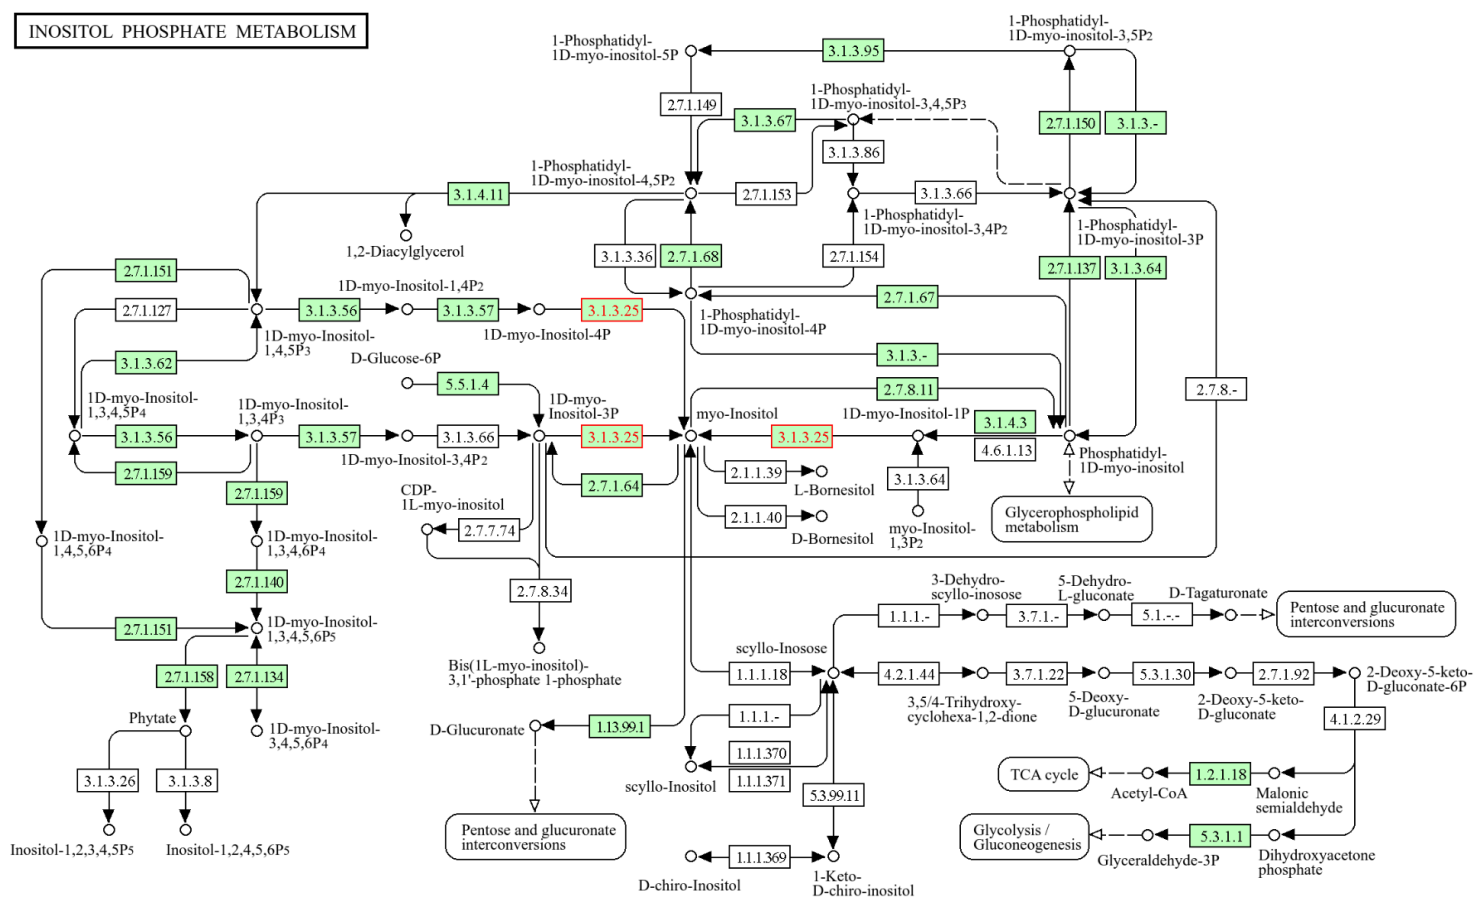 INOSITOL PHOSPHATE METABOLISM
1-Phosphatidyl-
1D-myo-inositol-5P
3.1.3.95
1-Phosphatidyl-
1D-myo-inositol-3,5P2
2.7.1.149
1-Phosphatidyl-
1D-myo-inositol-3,4,5P3
3.1.3.67
2.7.1.150
3.1.3.-
3.1.3.86
1-Phosphatidyl-
1D-myo-inositol-4,5P2
3.1.4.11
2.7.1.153
3.1.3.66
1,2-Diacylglycerol
1-Phosphatidyl-
1D-myo-inositol-3,4P2
1-Phosphatidyl-
1D-myo-inositol-3P
3.1.3.36
2.7.1.68
2.7.1.154
2.7.1.137
3.1.3.64
2.7.1.151
1D-myo-Inositol-1,4P2
2.7.1.67
2.7.1.127
3.1.3.56
3.1.3.57
3.1.3.25
1D-myo-Inositol-
1,4,5P3
1D-myo-Inositol-4P
1-Phosphatidyl-
1D-myo-inositol-4P
3.1.3.62
D-Glucose-6P
3.1.3.-
5.5.1.4
2.7.8.11
2.7.8.-
1D-myo-Inositol-
1,3,4,5P4
1D-myo-Inositol-
1,3,4P3
1D-myo-
Inositol-3P
myo-Inositol
1D-myo-Inositol-1P
3.1.4.3
3.1.3.56
3.1.3.57
3.1.3.66
3.1.3.25
3.1.3.25
4.6.1.13
2.7.1.159
1D-myo-Inositol-3,4P2
Phosphatidyl-
1D-myo-inositol
2.7.1.159
CDP-
1L-myo-inositol
2.7.1.64
2.1.1.39
L-Bornesitol
3.1.3.64
Glycerophospholipid
metabolism
2.7.7.74
2.1.1.40
D-Bornesitol
myo-Inositol-
1,3P2
1D-myo-Inositol-
1,4,5,6P4
1D-myo-Inositol-
1,3,4,6P4
2.7.1.140
2.7.8.34
3-Dehydro-
scyllo-inosose
5-Dehydro-
L-gluconate
D-Tagaturonate
1.1.1.-
3.7.1.-
5.1.-.-
Pentose and glucuronate
interconversions
2.7.1.151
1D-myo-Inositol-
1,3,4,5,6P5
scyllo-Inosose
Bis(1L-myo-inositol)-
3,1'-phosphate 1-phosphate
2.7.1.158
2.7.1.134
1.1.1.18
4.2.1.44
3.7.1.22
5.3.1.30
2.7.1.92
2-Deoxy-5-keto-
D-gluconate-6P
3,5/4-Trihydroxy-
cyclohexa-1,2-dione
5-Deoxy-
D-glucuronate
2-Deoxy-5-keto-
D-gluconate
Phytate
1D-myo-Inositol-
3,4,5,6P4
D-Glucuronate
1.13.99.1
1.1.1.-
4.1.2.29
1.1.1.370
1.1.1.371
scyllo-Inositol
3.1.3.26
3.1.3.8
TCA cycle
Acetyl-CoA
1.2.1.18
Malonic
semialdehyde
5.3.99.11
Inositol-1,2,3,4,5P5
Inositol-1,2,4,5,6P5
Pentose and glucuronate
interconversions
Glycolysis /
Gluconeogenesis
Glyceraldehyde-3P
5.3.1.1
Dihydroxyacetone
phosphate
D-chiro-Inositol
1.1.1.369
1-Keto-
D-chiro-inositol